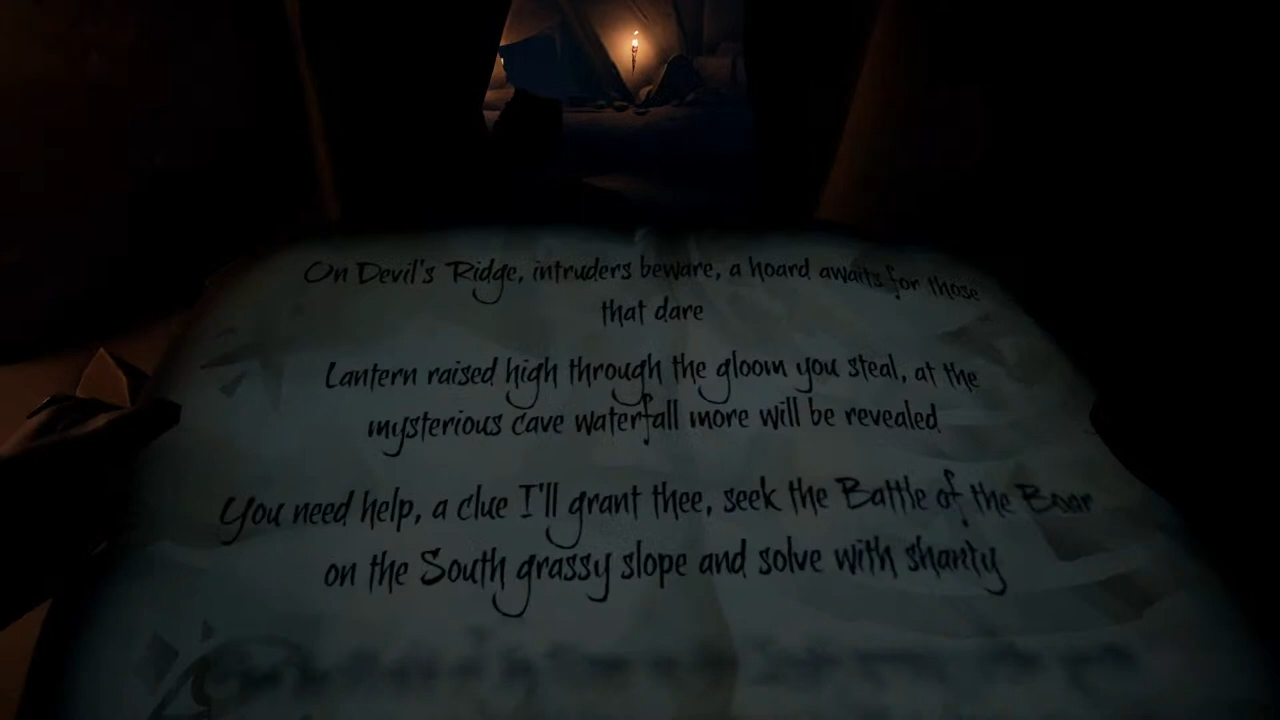 On Devil's Ridge, intruders beware, a hoard awaits for those
that dare
Lantern raised high through the gloom you steal, at the
mysterious cave waterfall more will be revealed
You need help, a clue I'll grant thee, seek the Battle of the Boar
on the South grassy slope and solve with shanty